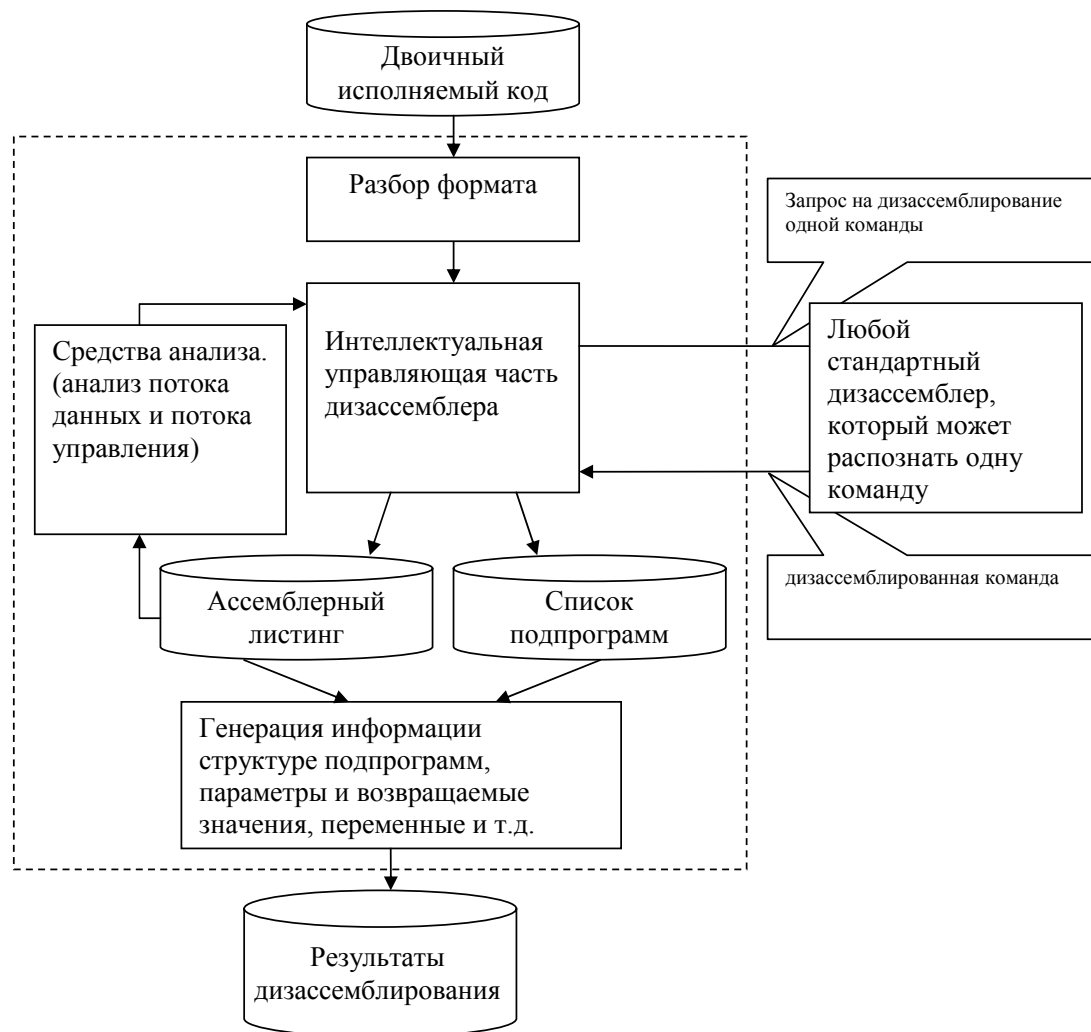 Двоичный
исполняемый код
Разбор формата
Запрос на дизассемблирование
одной команды
Средства анализа.
(анализ потока
данных и потока
управления)
Интеллектуальная
управляющая часть
дизассемблера
Любой
стандартный
дизассемблер,
который может
распознать одну
команду
дизассемблированная команда
Ассемблерный
листинг
Список
подпрограмм
Генерация информации
структуре подпрограмм,
параметры и возвращаемые
значения, переменные и т.д.
Результаты
дизассемблирования